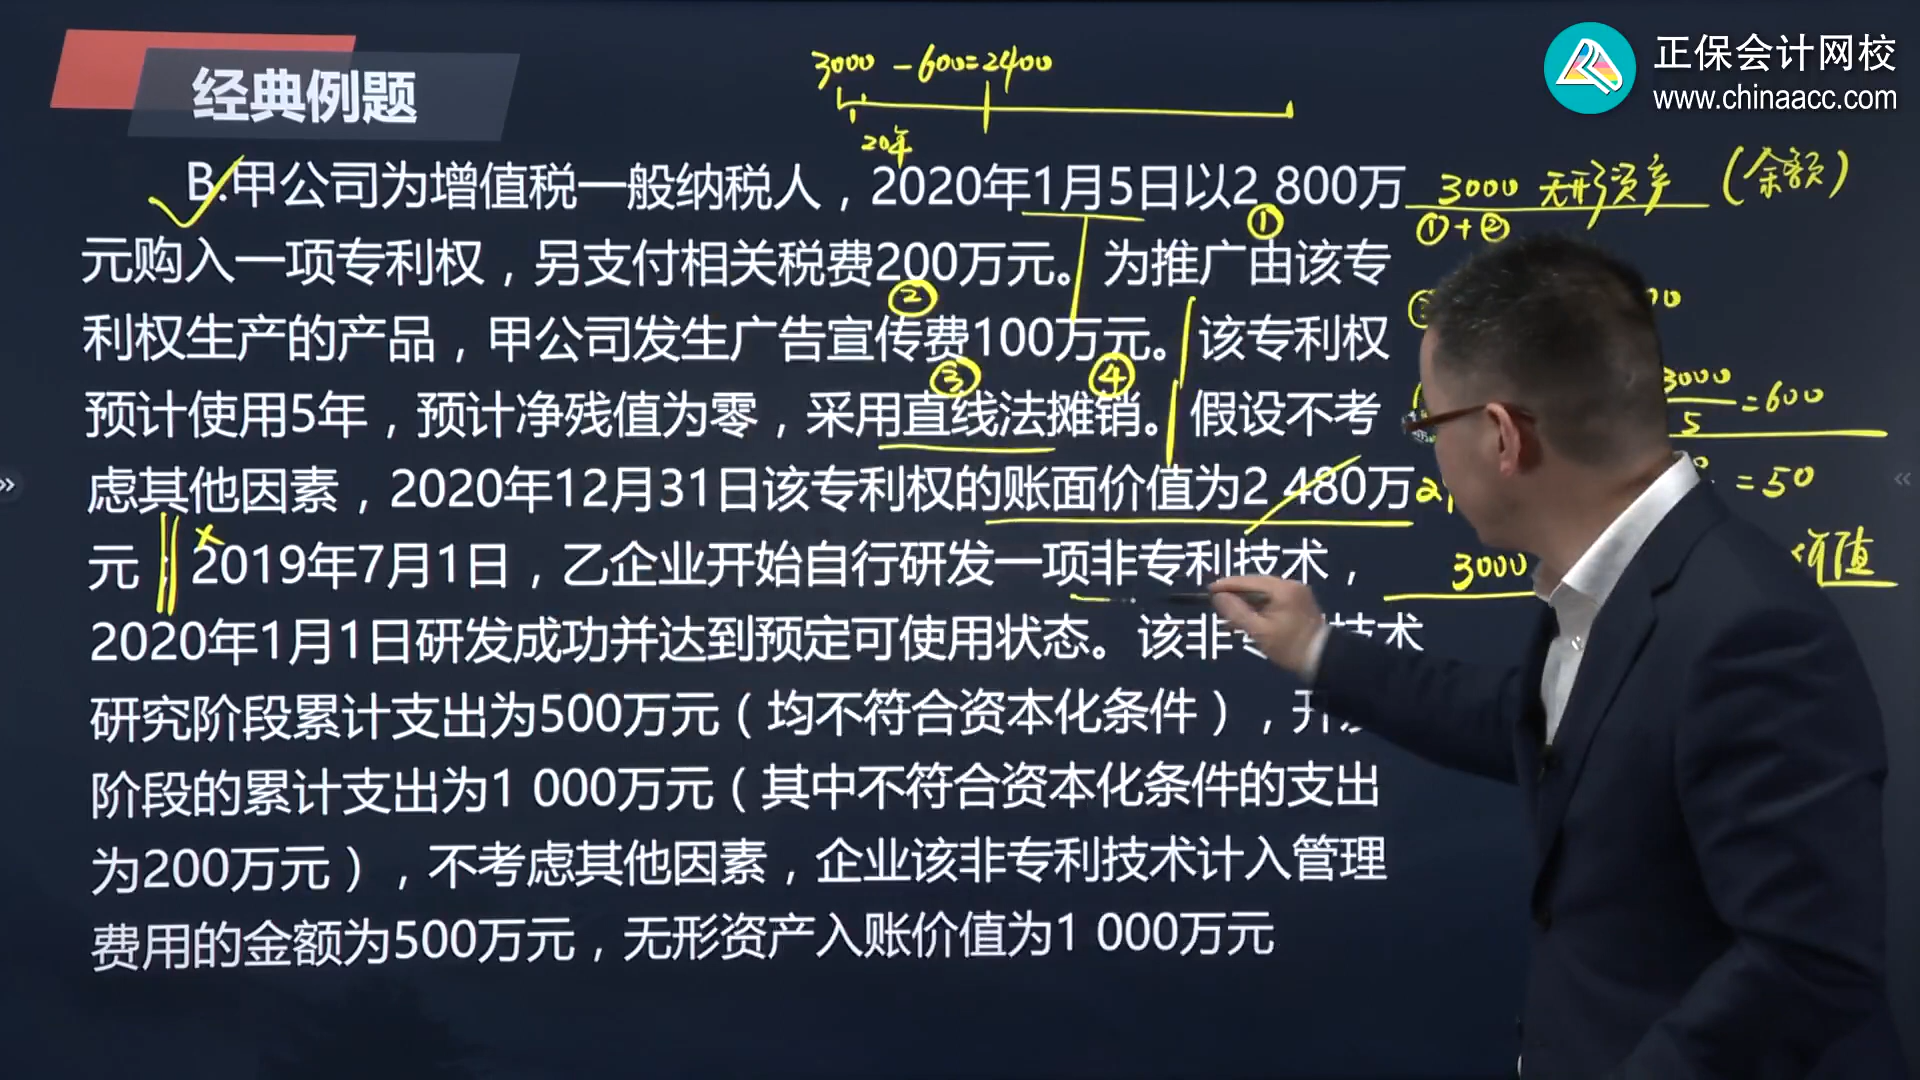 经典例题
3000 -600=2400
20年
正保会计网校
www.chinaacc.com
B.甲公司为增值税一般纳税人，2020年1月5日以2 800万
3000 无形资产 (余额)
① ①+②
元购入一项专利权，另支付相关税费200万元。为推广由该专
②
利权生产的产品，甲公司发生广告宣传费100万元。该专利权
③ ④
3000/5=600
预计使用5年，预计净残值为零，采用直线法摊销。假设不考
虑其他因素，2020年12月31日该专利权的账面价值为2 480万
=50
元；2019年7月1日，乙企业开始自行研发一项非专利技术，
3000 价值
2020年1月1日研发成功并达到预定可使用状态。该非专利技术
研究阶段累计支出为500万元（均不符合资本化条件），开发
阶段的累计支出为1 000万元（其中不符合资本化条件的支出
为200万元），不考虑其他因素，企业该非专利技术计入管理
费用的金额为500万元，无形资产入账价值为1 000万元